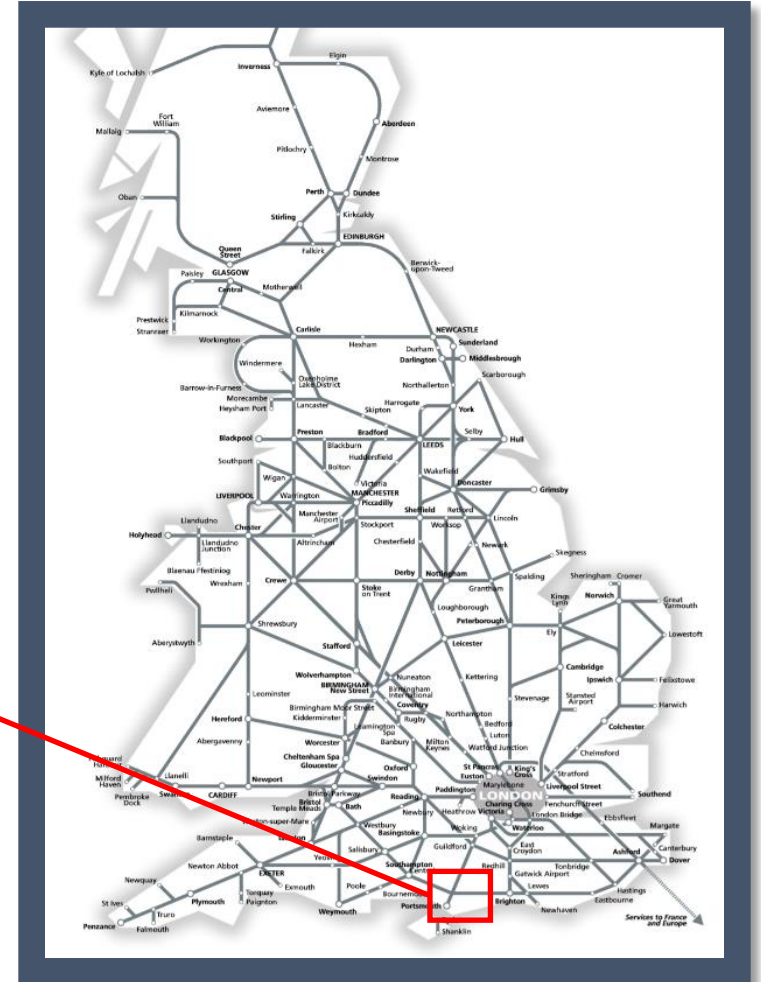 Elgin
Inverness
Kyle of Lochalsh
Aviemore
Fort
William
Mallaig
Aberdeen
Pitlochry
Montrose
Perth
Dundee
Oban
Stirling
Kirkcaldy
EDINBURGH
Queen
Street
Falkirk
Berwick-
upon-Tweed
Paisley
GLASGOW
Central
Motherwell
Prestwick
Kilmarnock
Stranraer
Carlisle
NEWCASTLE
Workington
Hexham
Sunderland
Durham
Darlington
Middlesbrough
Windermere
Scarborough
Oxenholme
Lake District
Barrow-in-Furness
Northallerton
Morecambe
Heysham Port
Lancaster
Harrogate
York
Skipton
Blackpool
Preston
Bradford
LEEDS
Selby
Hull
Blackburn
Huddersfield
Southport
Bolton
Wakefield
Wigan
Victoria
Doncaster
LIVERPOOL
Warrington
MANCHESTER
Piccadilly
Grimsby
Manchester
Airport
Sheffield
Retford
Llandudno
Chester
Stockport
Worksop
Lincoln
Holyhead
Llandudno
Junction
Altrincham
Chesterfield
Newark
Skegness
Blaenau Ffestiniog
Derby
Nottingham
Sheringham
Cromer
Pwllheli
Wrexham
Crewe
Stoke
on Trent
Grantham
Spalding
Kings
Lynn
Norwich
Great
Yarmouth
Loughborough
Peterborough
Shrewsbury
Ely
Lowestoft
Aberystwyth
Stafford
Leicester
Cambridge
Wolverhampton
Nuneaton
Kettering
Ipswich
Felixstowe
BIRMINGHAM
New Street
Birmingham
International
Leominster
Coventry
Stevenage
Stansted
Airport
Harwich
Birmingham Moor Street
Kidderminster
Rugby
Northampton
Hereford
Leamington
Spa
Bedford
Colchester
Abergavenny
Worcester
Banbury
Milton
Keynes
Luton
Watford Junction
Chelmsford
Cheltenham Spa
Gloucester
Oxford
St Pancras
Euston
King's
Cross
Stratford
Llanelli
Newport
Swindon
Marylebone
Liverpool Street
Milford
Haven
Pembroke
Dock
CARDIFF
Bristol Parkway
Paddington
LONDON
Southend
Bristol
Temple Meads
Bath
Reading
Charing Cross
Fenchurch Street
Newbury
Heathrow
Victoria
London Bridge
Ebbsfleet
Waterloo
Margate
Barnstaple
Westbury
Basingstoke
Woking
Canterbury
Salisbury
Guildford
East
Croydon
Ashford
Dover
Newton Abbot
EXETER
Southampton
Redhill
Tonbridge
Gatwick Airport
Newquay
Exmouth
Poole
Lewes
Hastings
Torquay
Paignton
Bournemouth
Eastbourne
St Ives
Plymouth
Weymouth
Portsmouth
Brighton
Newhaven
Truro
Penzance
Falmouth
Shanklin
Services to France
and Europe